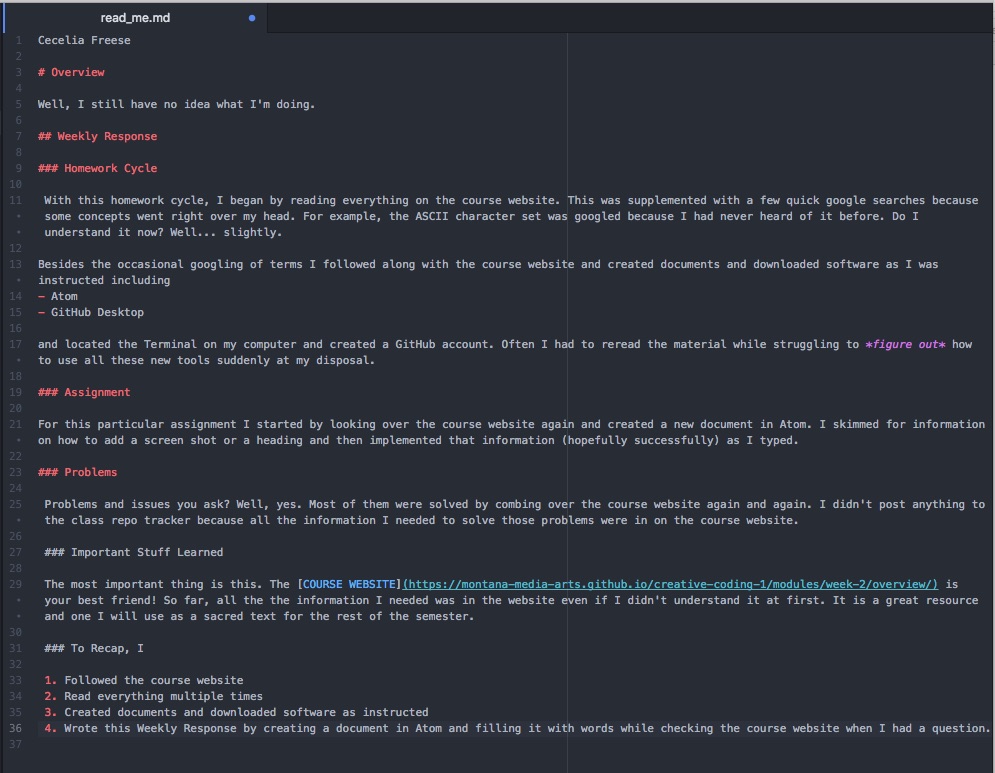 read_me.md
1 Cecelia Freese
2
3 # Overview
4
5 Well, I still have no idea what I'm doing.
6
7 ## Weekly Response
8
9 ### Homework Cycle
10
11 With this homework cycle, I began by reading everything on the course website. This was supplemented with a few quick google searches because
• some concepts went right over my head. For example, the ASCII character set was googled because I had never heard of it before. Do I
• understand it now? Well... slightly.
12
13 Besides the occasional googling of terms I followed along with the course website and created documents and downloaded software as I was
• instructed including
14 – Atom
15 – GitHub Desktop
16
17 and located the Terminal on my computer and created a GitHub account. Often I had to reread the material while struggling to *figure out* how
• to use all these new tools suddenly at my disposal.
18
19 ### Assignment
20
21 For this particular assignment I started by looking over the course website again and created a new document in Atom. I skimmed for information
• on how to add a screen shot or a heading and then implemented that information (hopefully successfully) as I typed.
22
23 ### Problems
24
25 Problems and issues you ask? Well, yes. Most of them were solved by combing over the course website again and again. I didn't post anything to
• the class repo tracker because all the information I needed to solve those problems were in on the course website.
26
27 ### Important Stuff Learned
28
29 The most important thing is this. The [COURSE WEBSITE](https://montana-media-arts.github.io/creative-coding-1/modules/week-2/overview/) is
• your best friend! So far, all the the information I needed was in the website even if I didn't understand it at first. It is a great resource
• and one I will use as a sacred text for the rest of the semester.
30
31 ### To Recap, I
32
33 1. Followed the course website
34 2. Read everything multiple times
35 3. Created documents and downloaded software as instructed
36 4. Wrote this Weekly Response by creating a document in Atom and filling it with words while checking the course website when I had a question.
37